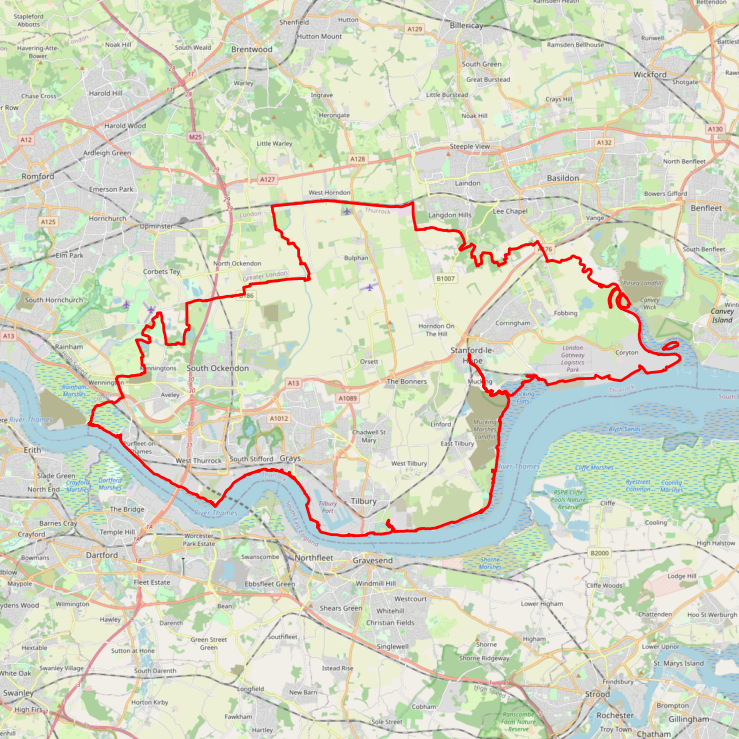 Stapleford
Abbotts
Noak Hill
South Weald
Shenfield
Hutton
Hutton Mount
Brentwood
A129
Billericay
Ramsden Heath
Ramsden Bellhouse
Runwell
Rettendon
Havering-Atte-
Bower
M25
Warley
South Green
Great Burstead
Wickford
Shotgate
Chase Cross
Harold Hill
Ingrave
Herongate
Little Burstead
Crays Hill
er Row
Harold Wood
A12
Noak Hill
Little Warley
A130
Ardleigh Green
A128
Steeple View
A132
Romford
A127
Laindon
Basildon
North Benfleet
Emerson Park
West Horndon
Bowers Gifford
A125
Hornchurch
London
Thurrock
Langdon Hills
Lee Chapel
Vange
Benfleet
Upminster
Elm Park
North Ockendon
A176
South Benfleet
Corbets Tey
Bulphan
Greater London
B186
B1007
South Hornchurch
Fobbing
Canvey
Wick
Canvey
Island
A13
Corringham
Horndon On
The Hill
Rainham
London
Gateway
Logistics
Park
Coryton
Stanford-le-
Hope
Wennington
South Ockendon
Orsett
Mucking
A13
The Bonners
Aveley
A1089
A1012
Mucking
Flats
Mucking
Marshes
Landfill
River Thames
Chadwell St
Mary
Linford
East Tilbury
Blyth Sands
Erith
Purfleet-on-
Thames
West Thurrock
South Stifford
Grays
West Tilbury
River Thames
Cliffe Marshes
Slade Green
North End
Crayford
Marshes
Dartford
Marshes
RSPB Cliffe
Pools Nature
Reserve
Tilbury
Port
Tilbury
Cliffe
Barnes Cray
The Bridge
River Thames
Cooling
Crayford
Temple Hill
Worcester
Park Estate
High Halstow
Bowmans
Dartford
Swanscombe
Northfleet
Gravesend
Shorne
Marshes
B2000
Maypole
Fleet Estate
Ebbsfleet Green
Windmill Hill
Cliffe Woods
Lodge Hill
Wilmington
Bean
Westcourt
Lower Higham
Chattenden
Hoo St Werburgh
Hawley
Darenth
Shears Green
Whitehill
Christian Fields
Hextable
Green Street
Green
Southfleet
Singlewell
Shorne
Higham
Lower Upnor
Sutton at Hone
Shorne Ridgeway
Swanley Village
South Darenth
Istead Rise
St. Marys Island
White Oak
Longfield
New Barn
Strood
Frindsbury
Brompton
Swanley
Horton Kirby
Cobham
Rochester
Gillingham
Fawkham
Sole Street
Troy Town
Hartley
Chatham